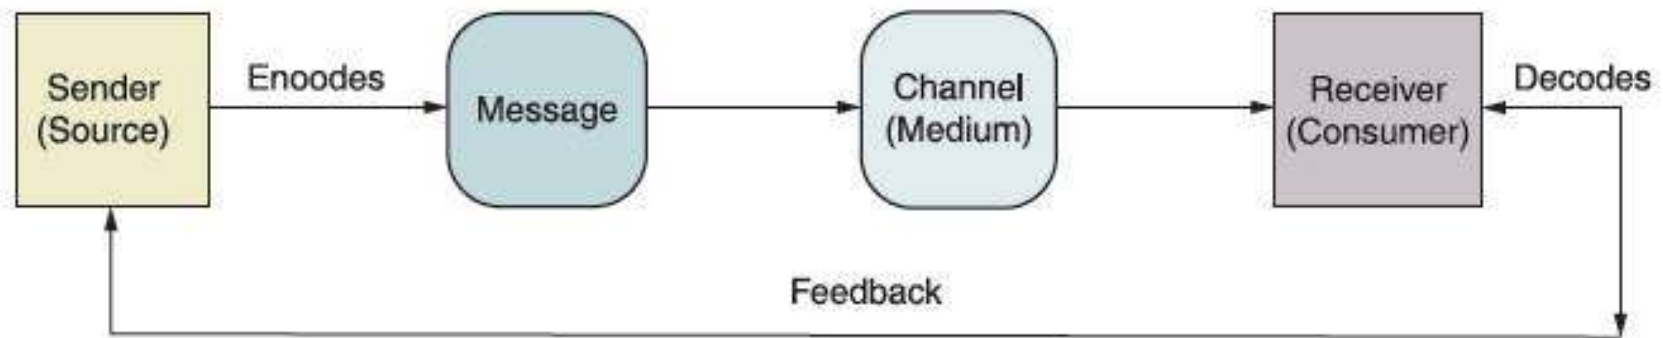 Sender
(Source)
Enoodes
Message
Channel
(Medium)
Receiver
(Consumer)
Decodes
Feedback